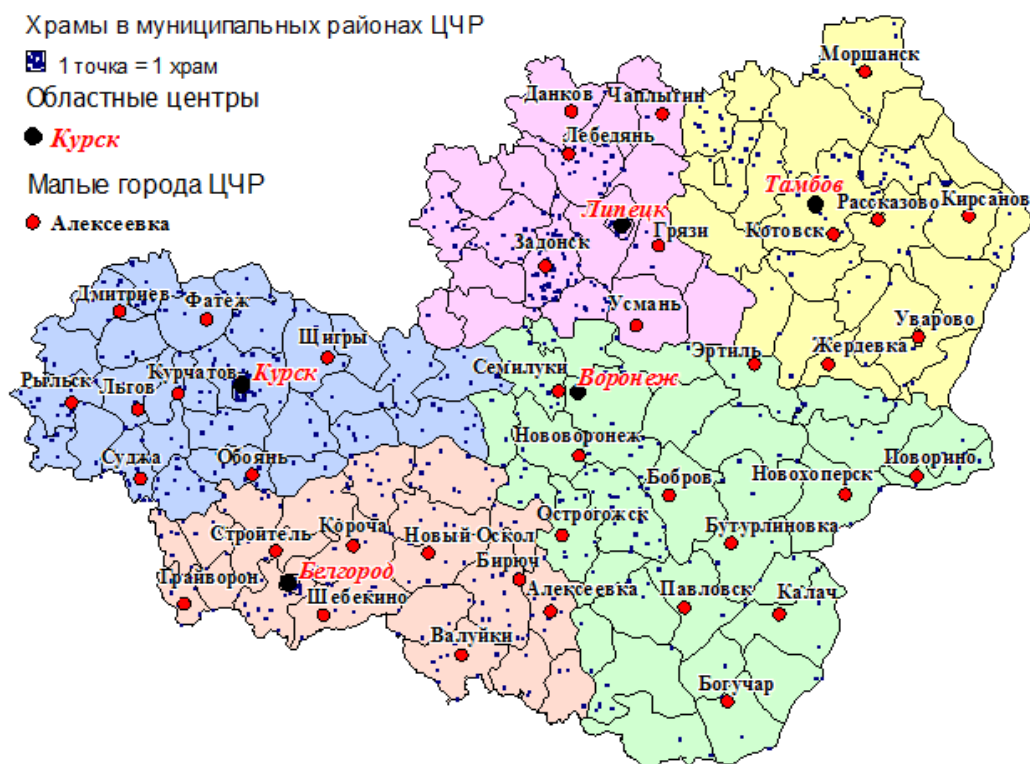 Храмы в муниципальных районах ЦЧР
1 точка = 1 храм
Областные центры
Курск
Малые города ЦЧР
Алексеевка
Моршанск
Данков
Чаплыгин
Лебедянь
Тамбов
Рассказово
Кирсанов
Липецк
Грязи
Котовск
Задонск
Дмитриев
Фатеж
Усмань
Уварово
Щигры
Эртиль
Жердевка
Рыльск
Льгов
Курчатов
Курск
Семилуки
Воронеж
Нововоронеж
Суджа
Обоянь
Бобров
Новохоперск
Поворино
Острогожск
Строитель
Короча
Новый Оскол
Бутурлиновка
Бирюч
Грайворон
Белгород
Шебекино
Алексеевка
Павловск
Калач
Валуйки
Богучар